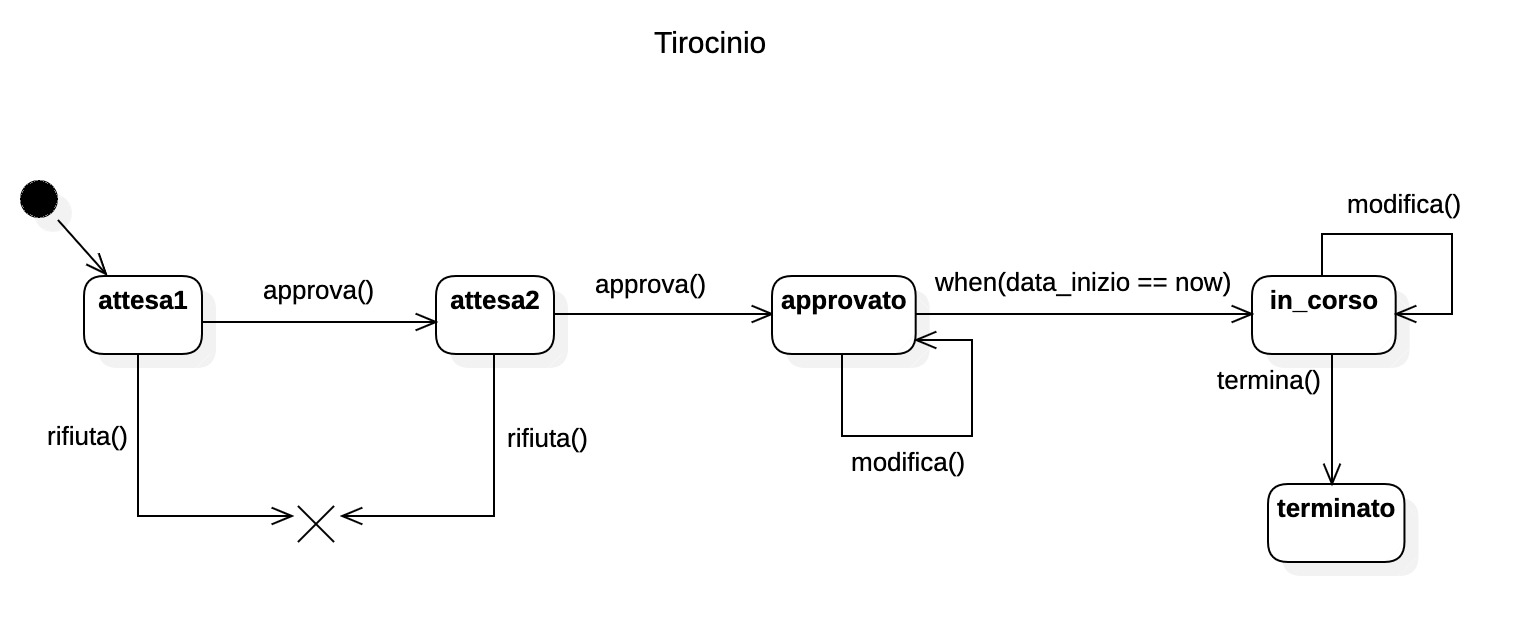 Tirocinio
modifica()
attesa1
approva()
attesa2
approva()
approvato
when(data_inizio == now)
in_corso
termina()
rifiuta()
rifiuta()
modifica()
terminato